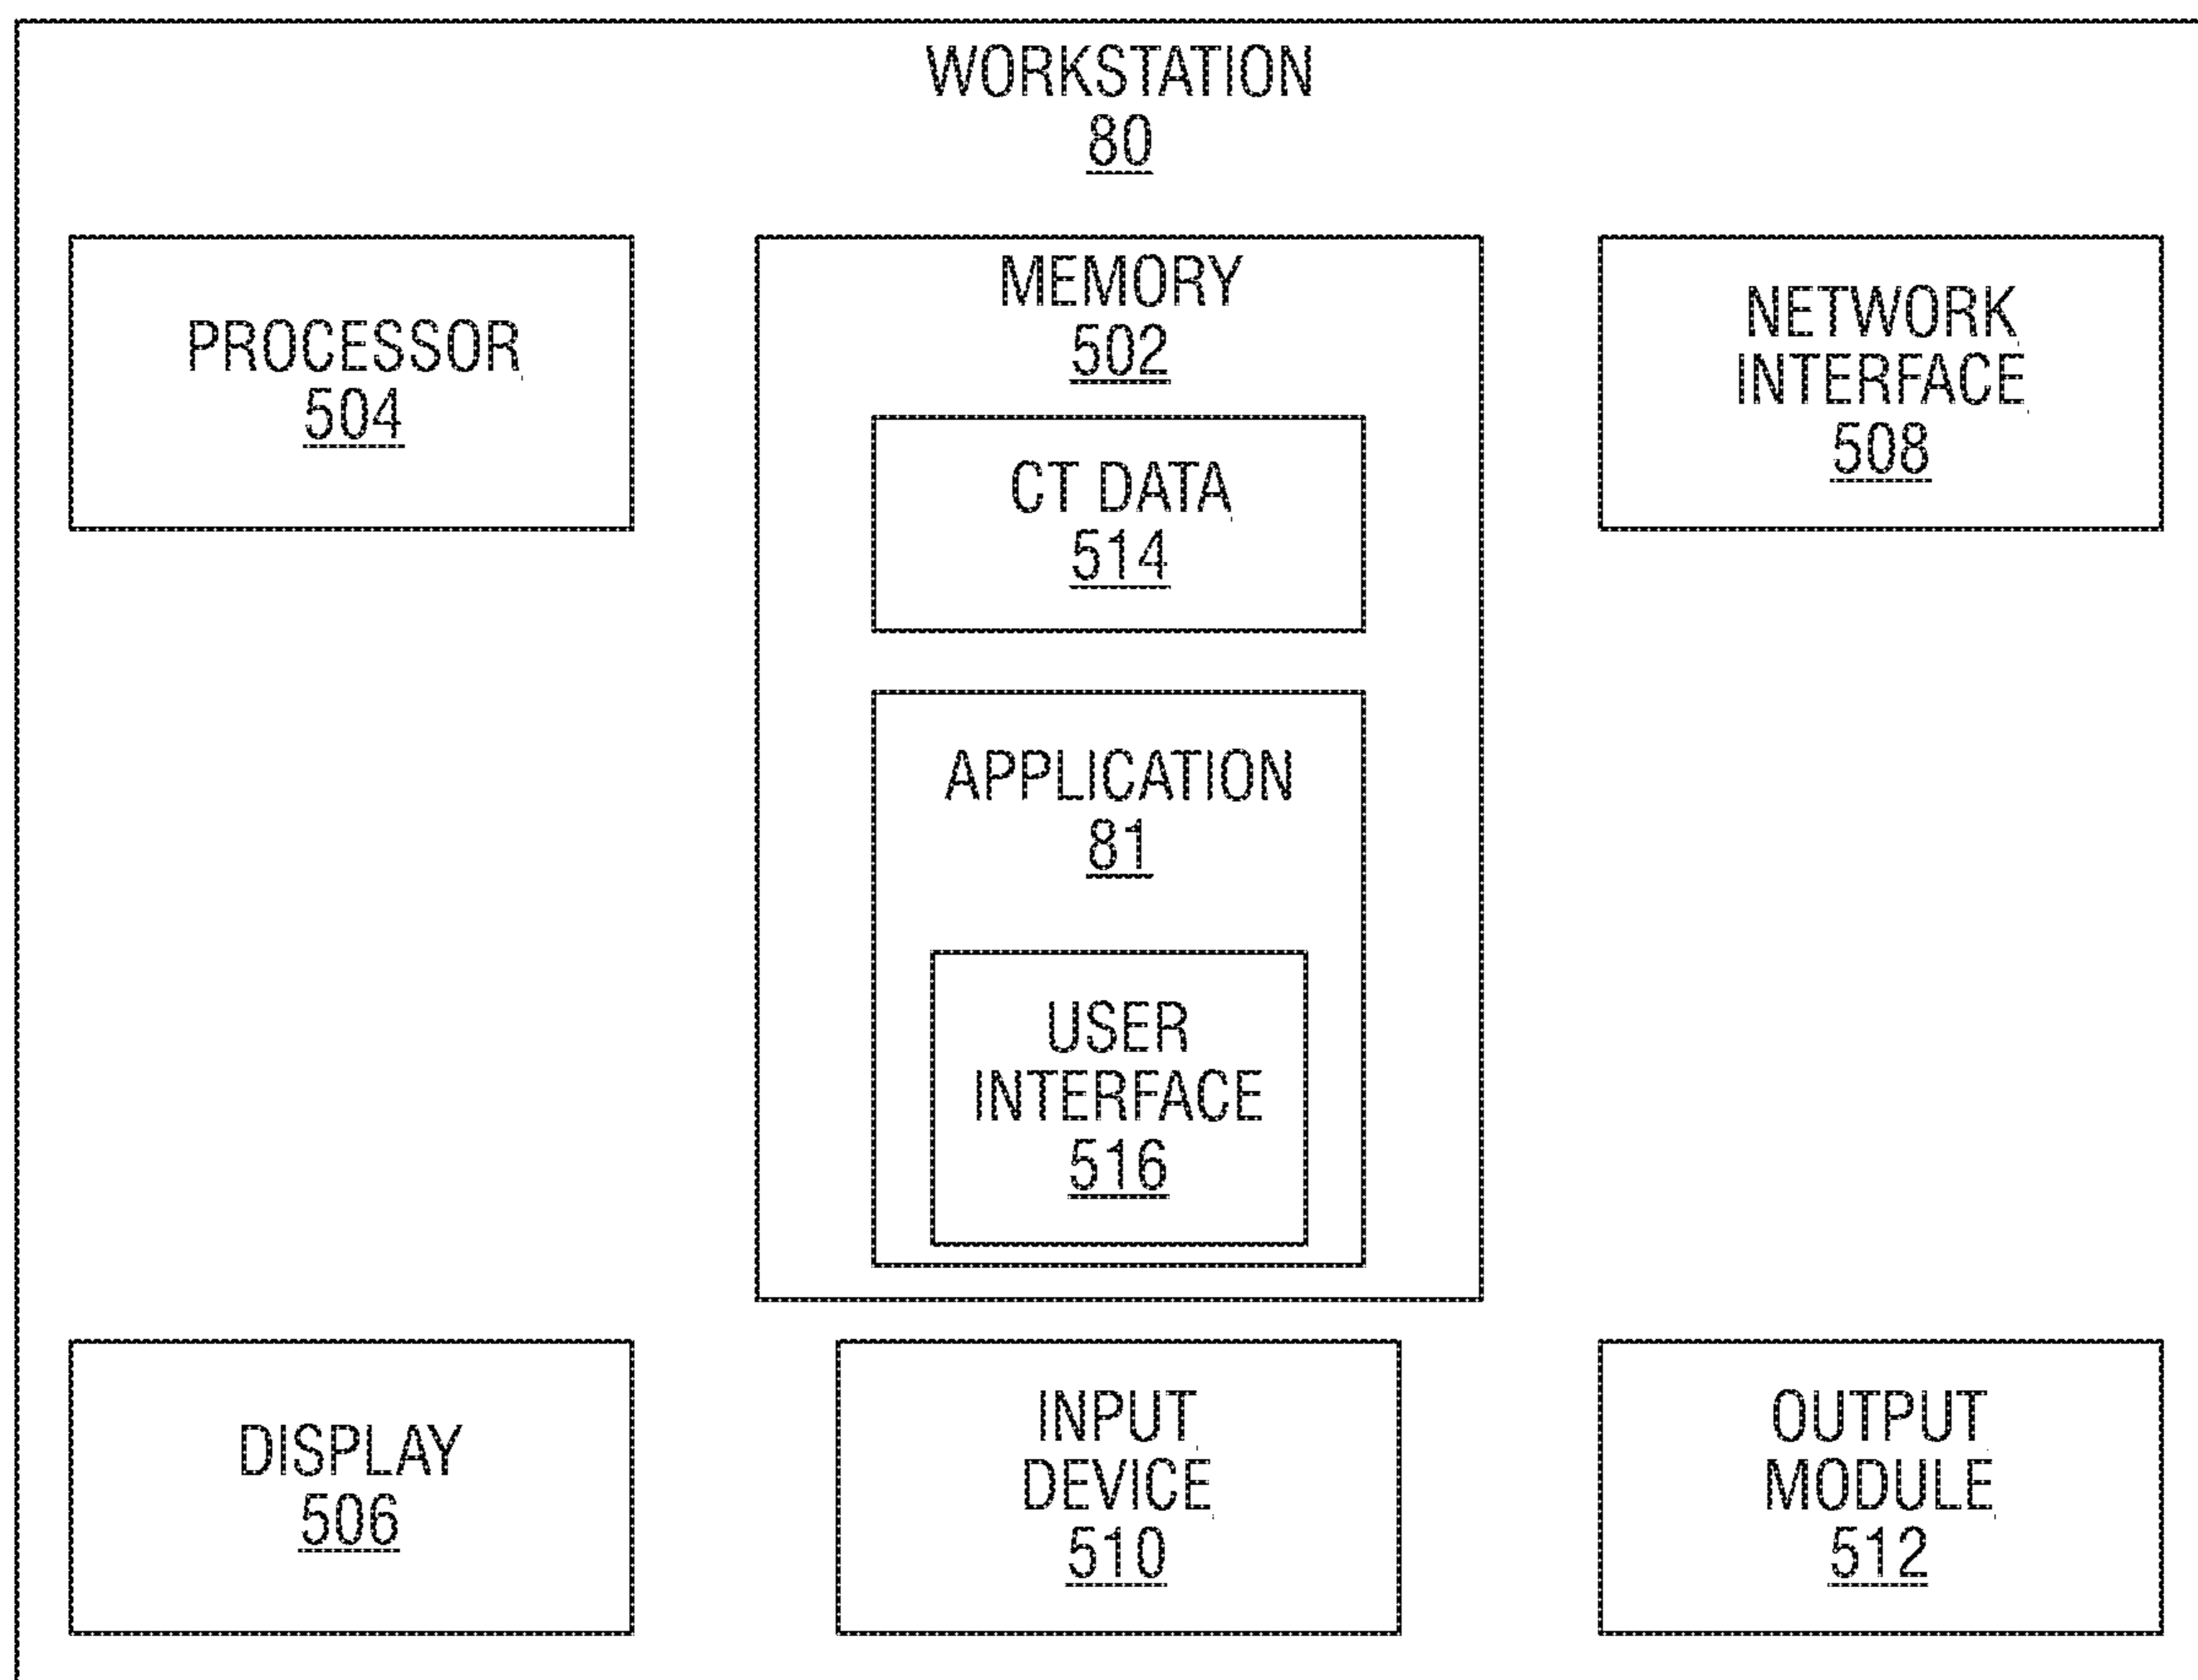 WORKSTATION
80
PROCESSOR
504
MEMORY
502
CT DATA
514
APPLICATION
81
USER
INTERFACE
516
NETWORK
INTERFACE
508
DISPLAY
506
INPUT
DEVICE
510
OUTPUT
MODULE
512